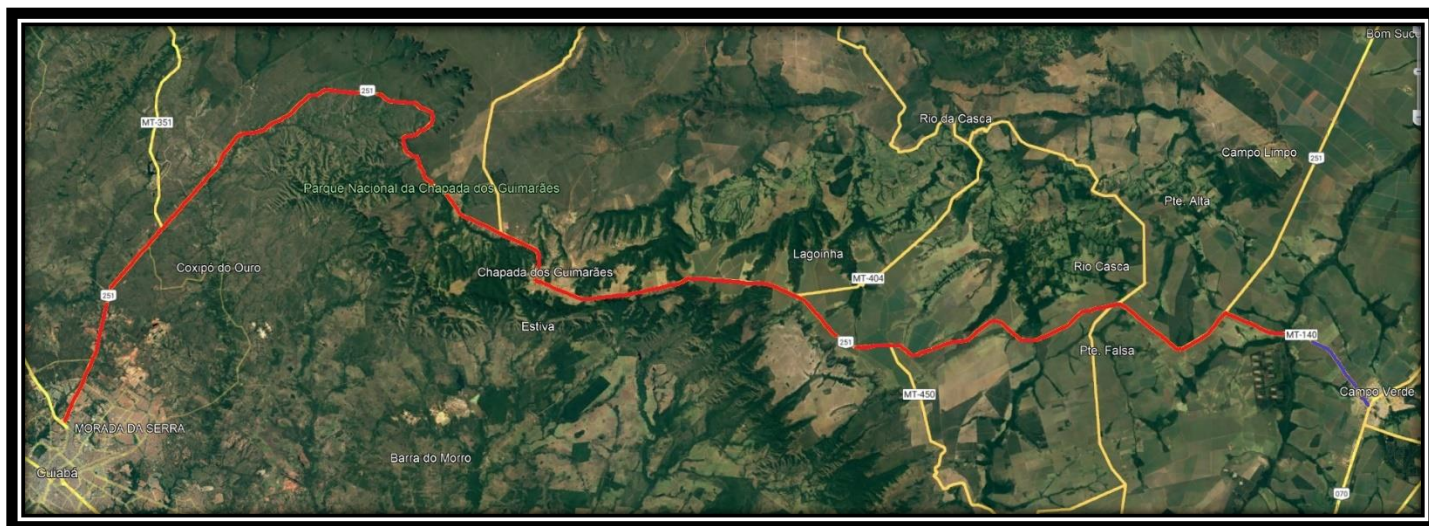 Bom Suc
251
MT-351
Rio da Casca
Campo Limpo
251
Parque Nacional da Chapada dos Guimarães
Pte. Alta
Lagoinha
Coxipó do Ouro
Chapada dos Guimarães
MT-404
Rio Casca
251
Estiva
MT-140
251
Pte. Falsa
MT-450
Campo Verde
MORADA DA SERRA
Barra do Morro
Cuiabá
070